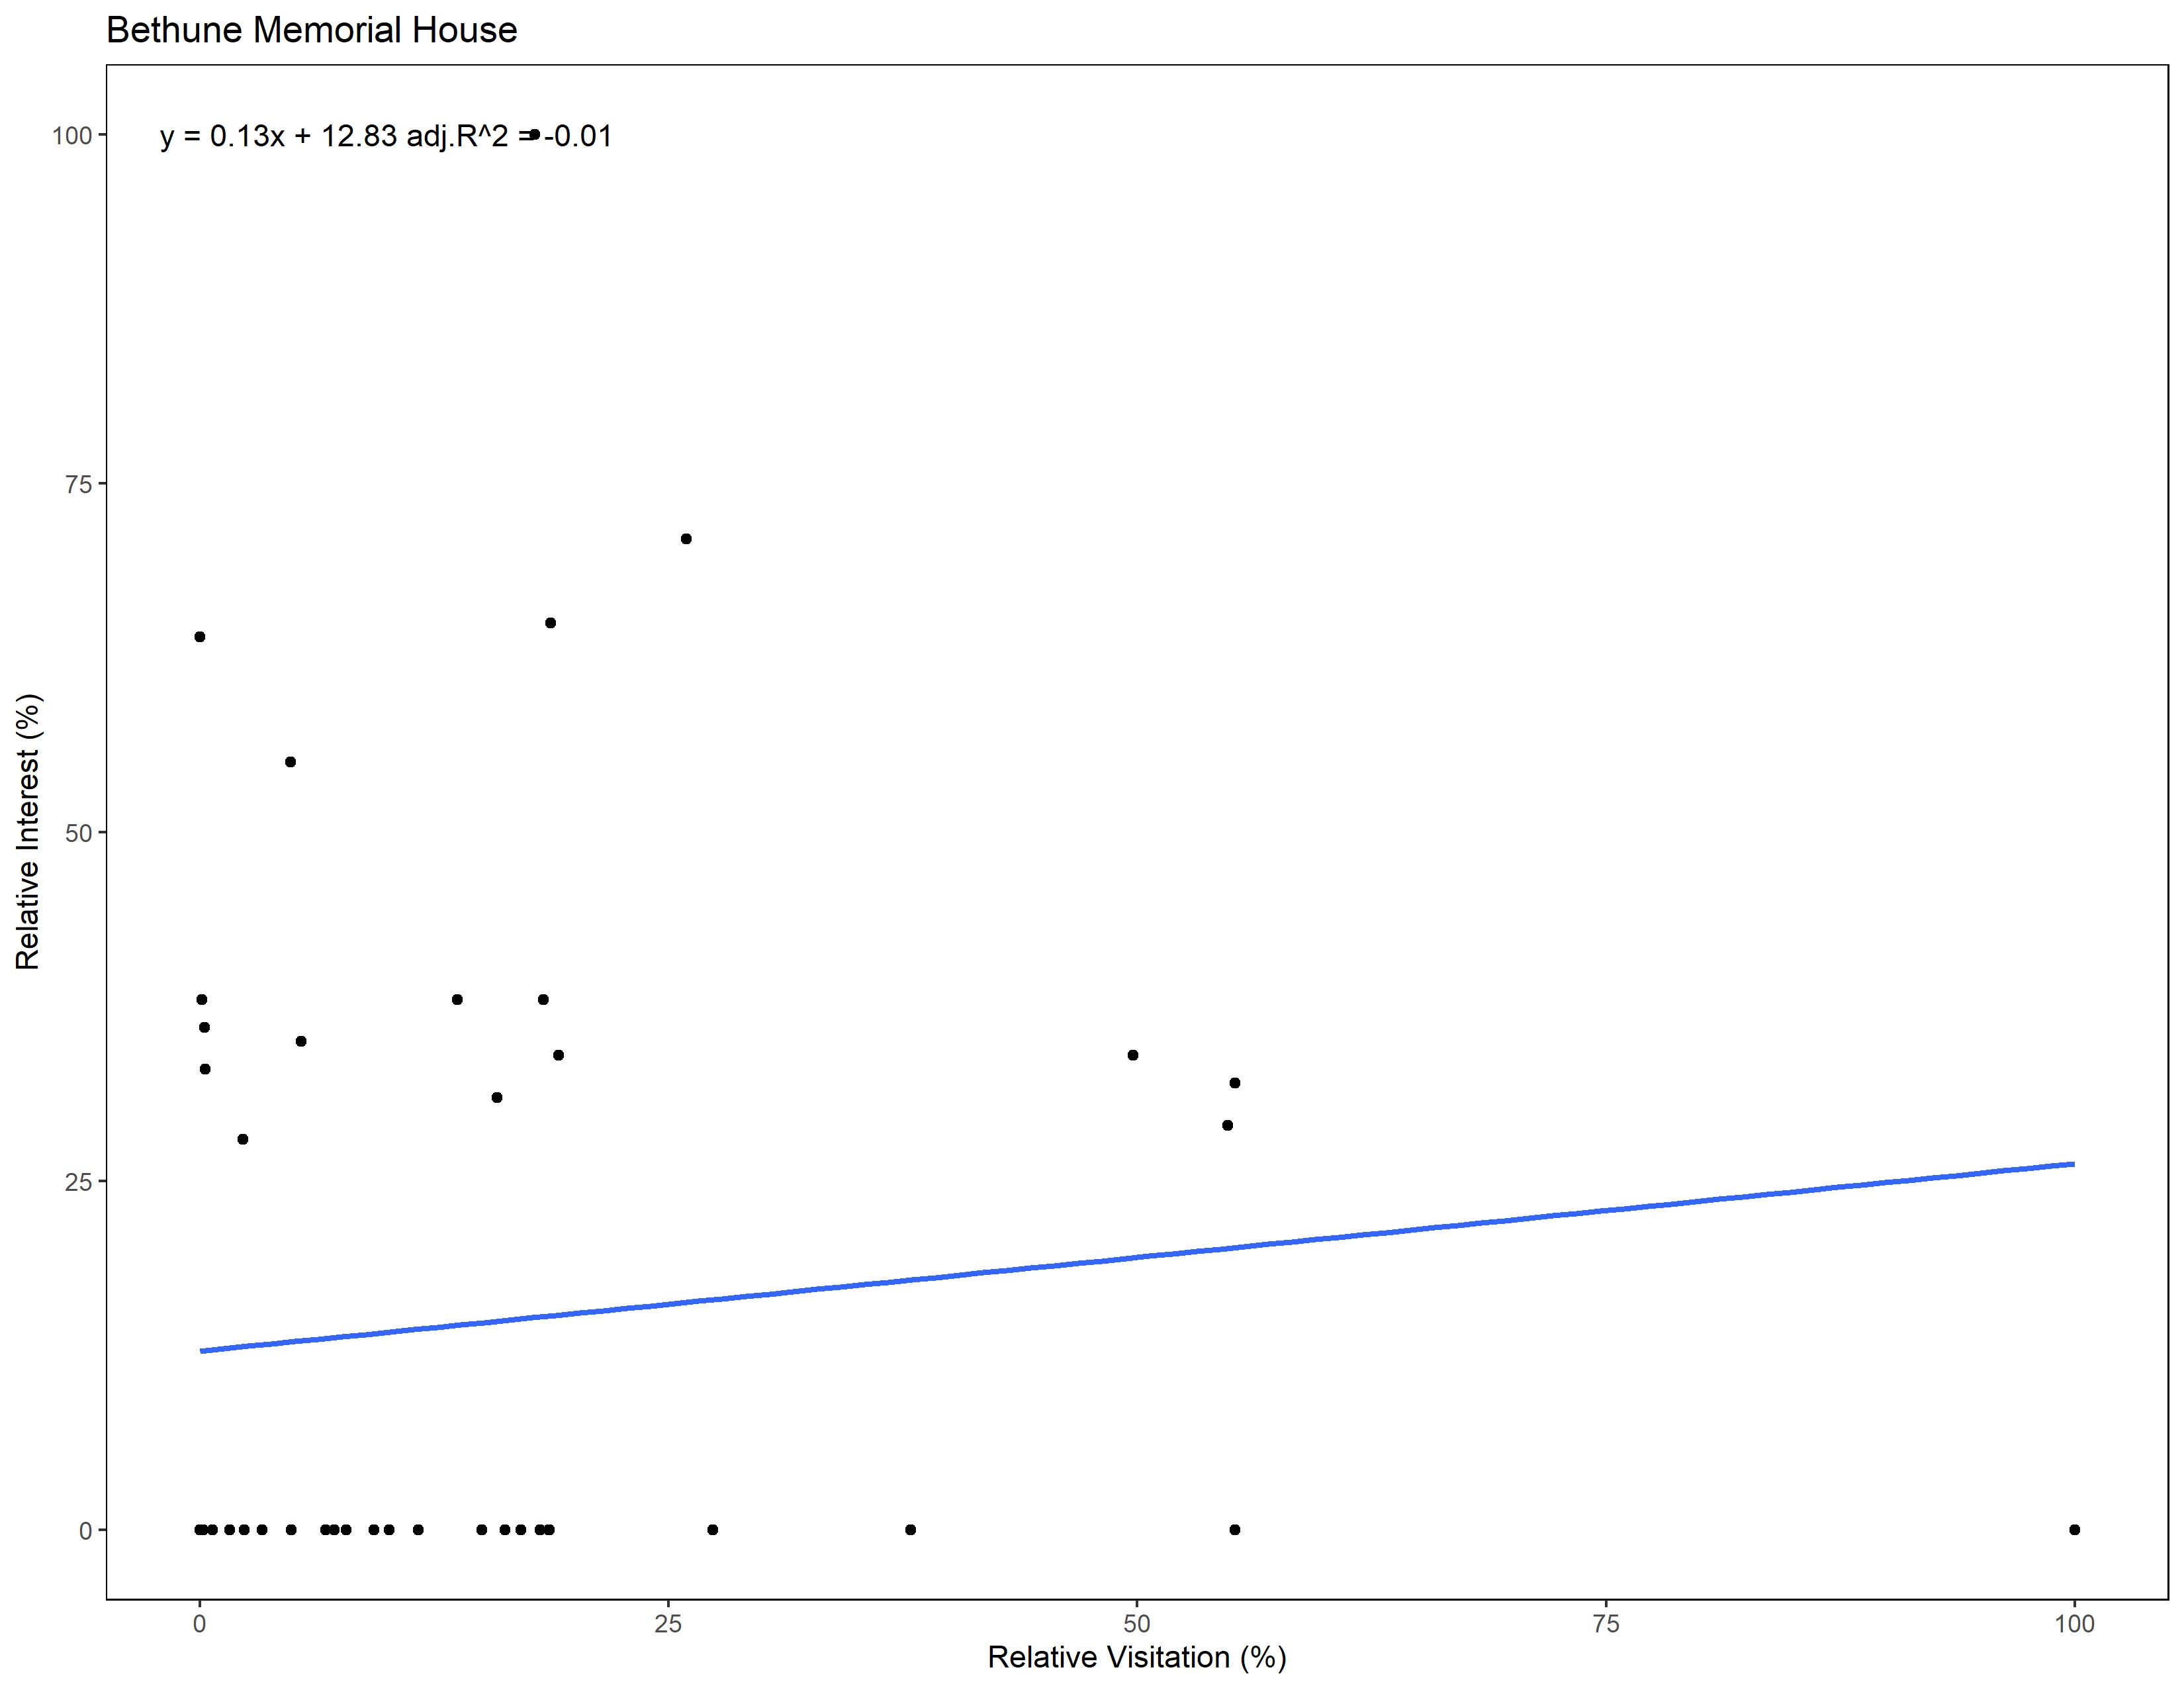 Bethune Memorial House
y = 0.13x + 12.83 adj.R^2 = -0.01
100
75
50
25
0
Relative Interest (%)
0 25 50 75 100
Relative Visitation (%)